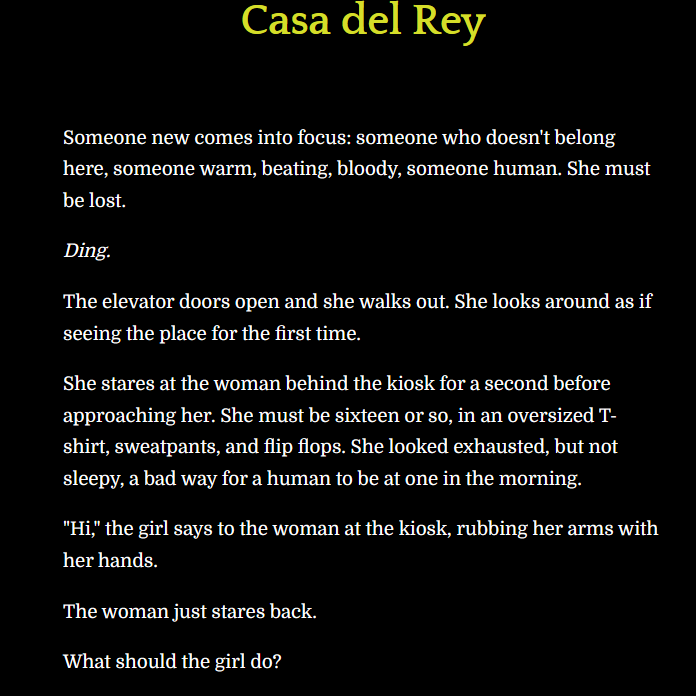 Casa del Rey
Someone new comes into focus: someone who doesn't belong
here, someone warm, beating, bloody, someone human. She must
be lost.
Ding.
The elevator doors open and she walks out. She looks around as if
seeing the place for the first time.
She stares at the woman behind the kiosk for a second before
approaching her. She must be sixteen or so, in an oversized T-
shirt, sweatpants, and flip flops. She looked exhausted, but not
sleepy, a bad way for a human to be at one in the morning.
"Hi," the girl says to the woman at the kiosk, rubbing her arms with
her hands.
The woman just stares back.
What should the girl do?